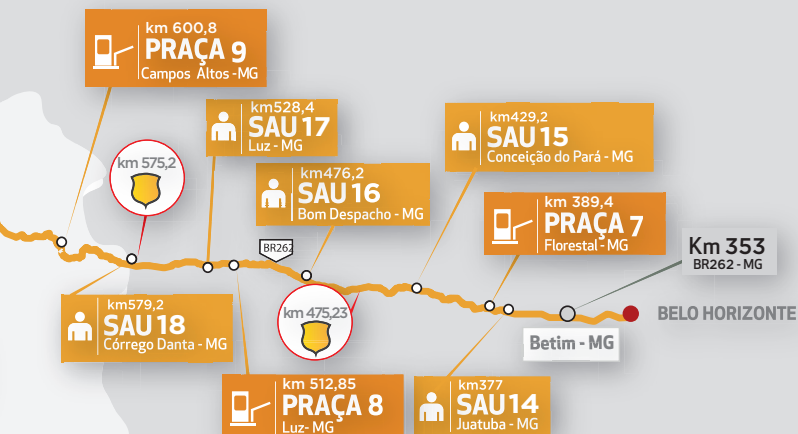 km 600,8
PRAÇA 9
Campos Altos -MG
km528,4
SAU 17
Luz - MG
km429,2
SAU 15
Conceição do Pará - MG
km 575,2
km476,2
SAU 16
Bom Despacho - MG
km 389,4
PRAÇA 7
Florestal - MG
Km 353
BR262 - MG
BR262
km579,2
SAU 18
Córrego Danta - MG
km 475,23
BELO HORIZONTE
Betim - MG
km 512,85
PRAÇA 8
Luz- MG
km377
SAU 14
Juatuba - MG